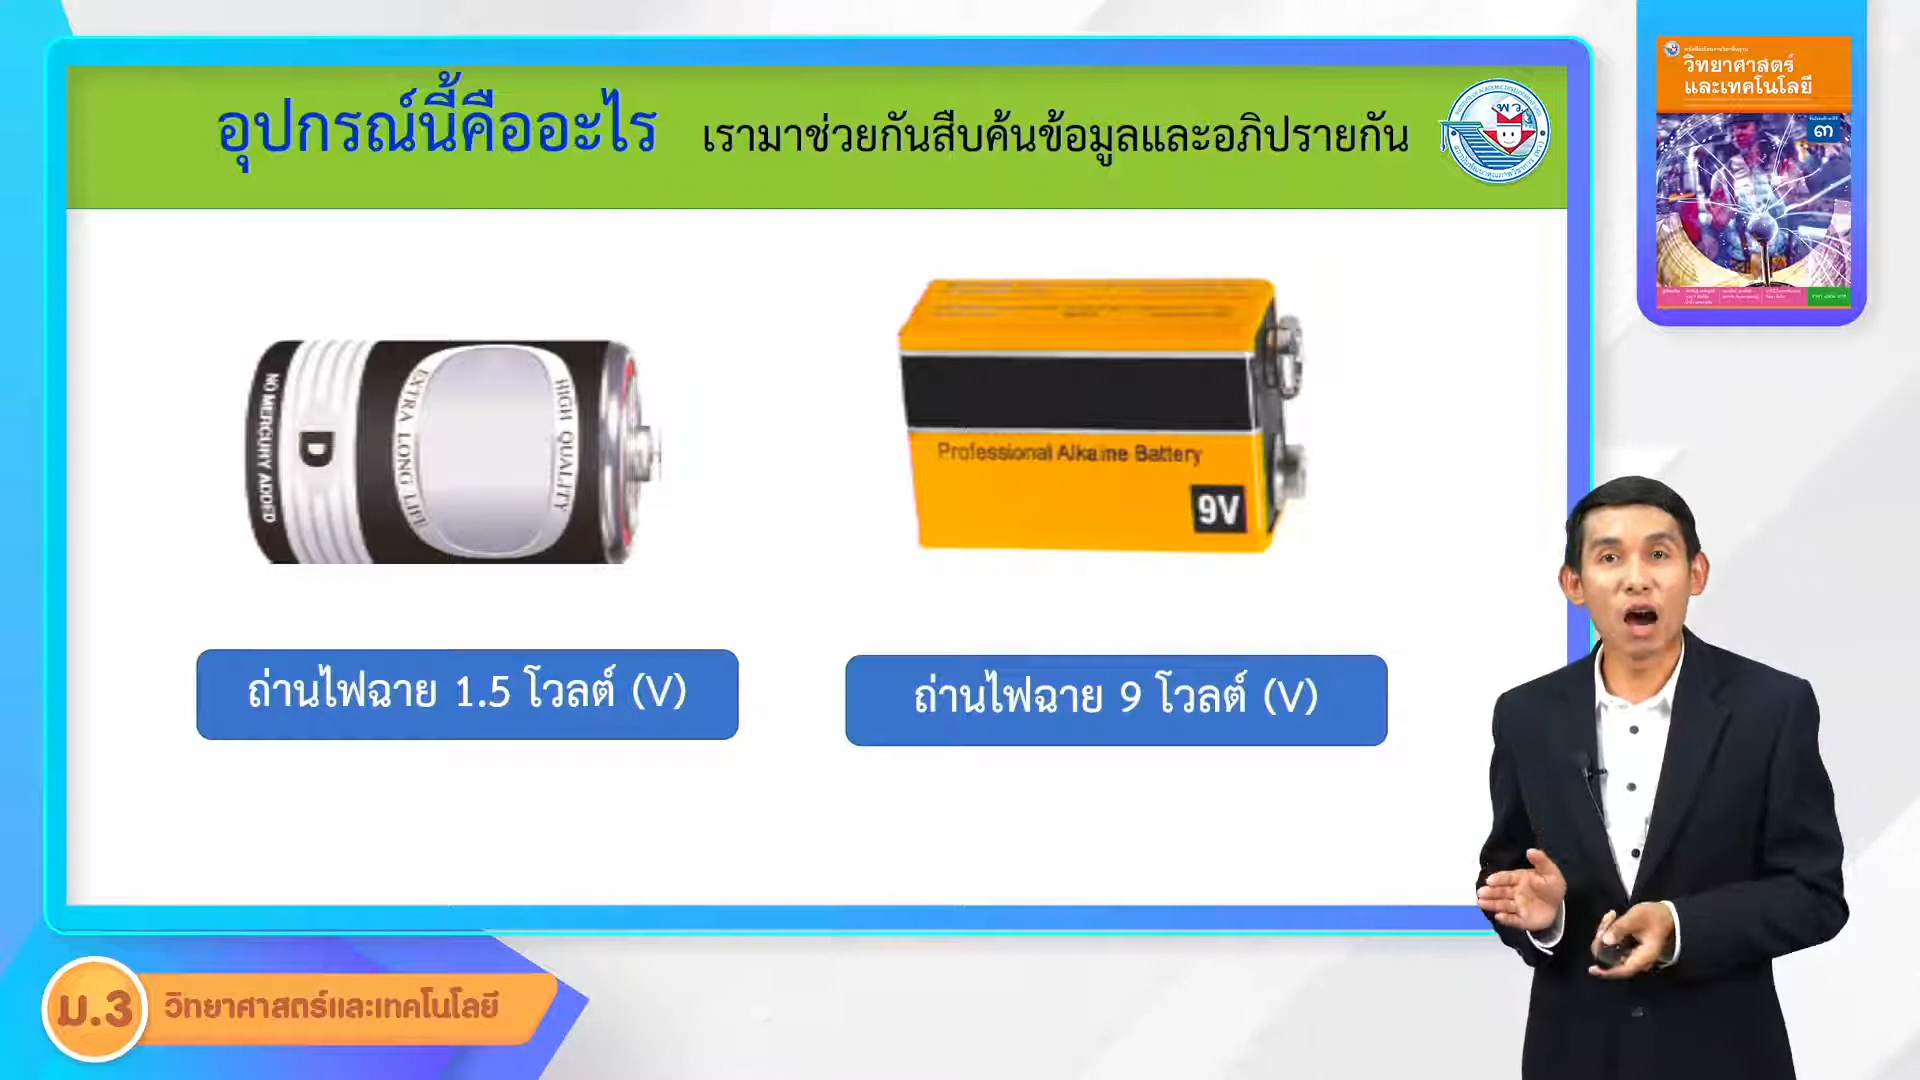 อุปกรณ์นี้คืออะไร เรามาช่วยกันสืบค้นข้อมูลและอภิปรายกัน
วิทยาศาสตร์
และเทคโนโลยี
๓
NO MERCURY ADDED
D
EXTRA LONG LIFE
HIGH QUALITY
Professional Alkaline Battery
9V
ถ่านไฟฉาย 1.5 โวลต์ (V)
ถ่านไฟฉาย 9 โวลต์ (V)
ม.3 วิทยาศาสตร์และเทคโนโลยี